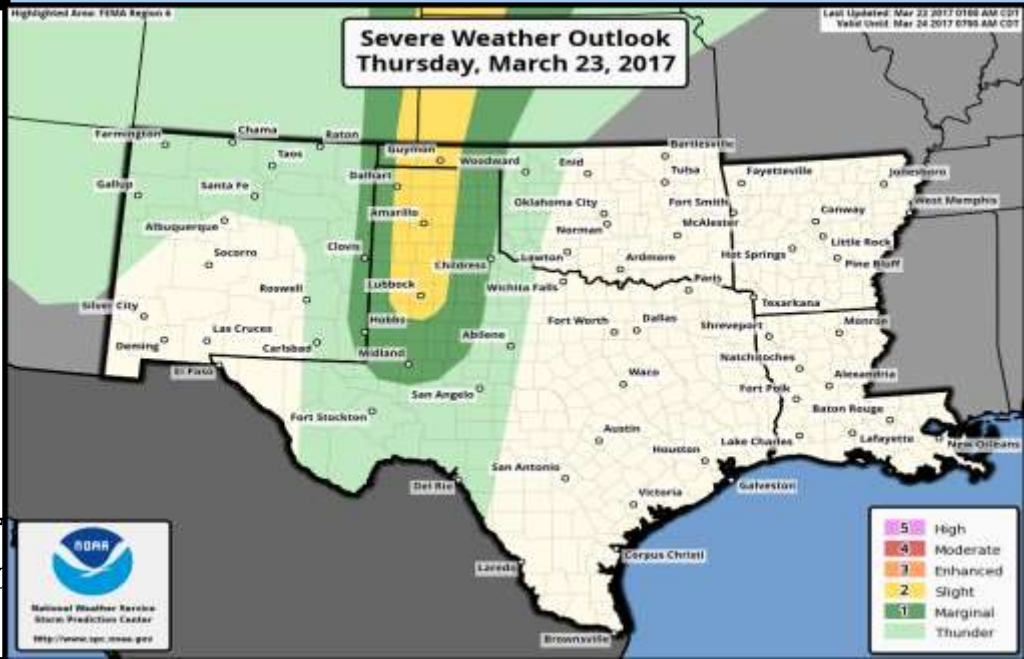 Highlighted Area: FEMA Region 6
Last Updated: Mar 23 2017 0100 AM CDT
Valid Until: Mar 24 2017 0700 AM CDT
Severe Weather Outlook
Thursday, March 23, 2017
Farmington
Chama
Raton
Taos
Guymon
Woodward
Enid
Bartlesville
Tulsa
Fayetteville
Jonesboro
Gallup
Santa Fe
Dalhart
Oklahoma City
Fort Smith
Conway
West Memphis
Albuquerque
Amarillo
Norman
McAlester
Little Rock
Socorro
Clovis
Childress
Lawton
Ardmore
Hot Springs
Pine Bluff
Roswell
Lubbock
Wichita Falls
Paris
Texarkana
Silver City
Las Cruces
Hobbs
Abilene
Fort Worth
Dallas
Shreveport
Monroe
Deming
Carlsbad
Midland
Natchitoches
El Paso
San Angelo
Waco
Fort Polk
Alexandria
Fort Stockton
Austin
Baton Rouge
Houston
Lake Charles
Lafayette
New Orleans
Del Rio
San Antonio
Victoria
Galveston
Laredo
Corpus Christi
Brownsville
NOAA
National Weather Service
Storm Prediction Center
http://www.spc.noaa.gov
5 High
4 Moderate
3 Enhanced
2 Slight
1 Marginal
Thunder